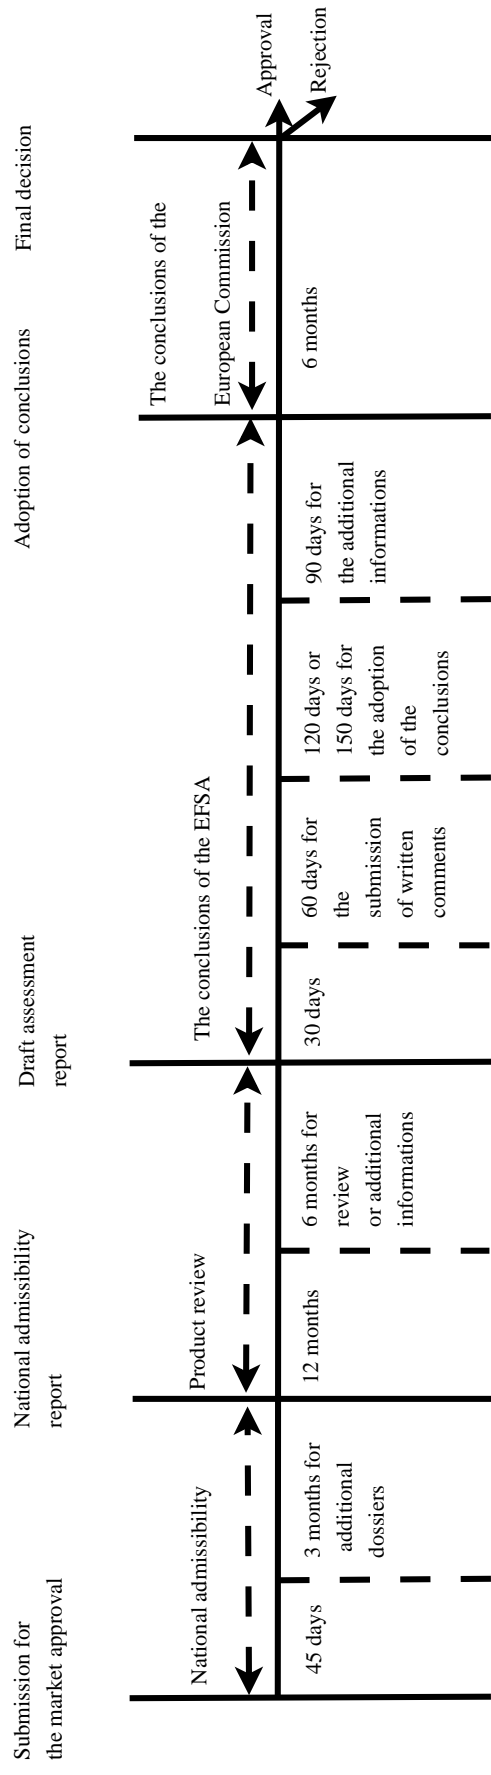 Submission for
the market approval
National admissibility
report
Draft assessment
report
Adoption of conclusions
Final decision
National admissibility
Product review
The conclusions of the EFSA
The conclusions of the
European Commission
45 days
3 months for
additional
dossiers
12 months
6 months for
review
or additional
informations
30 days
60 days for
the
submission
of written
comments
120 days or
150 days for
the adoption
of the
conclusions
90 days for
the additional
informations
6 months
Approval
Rejection